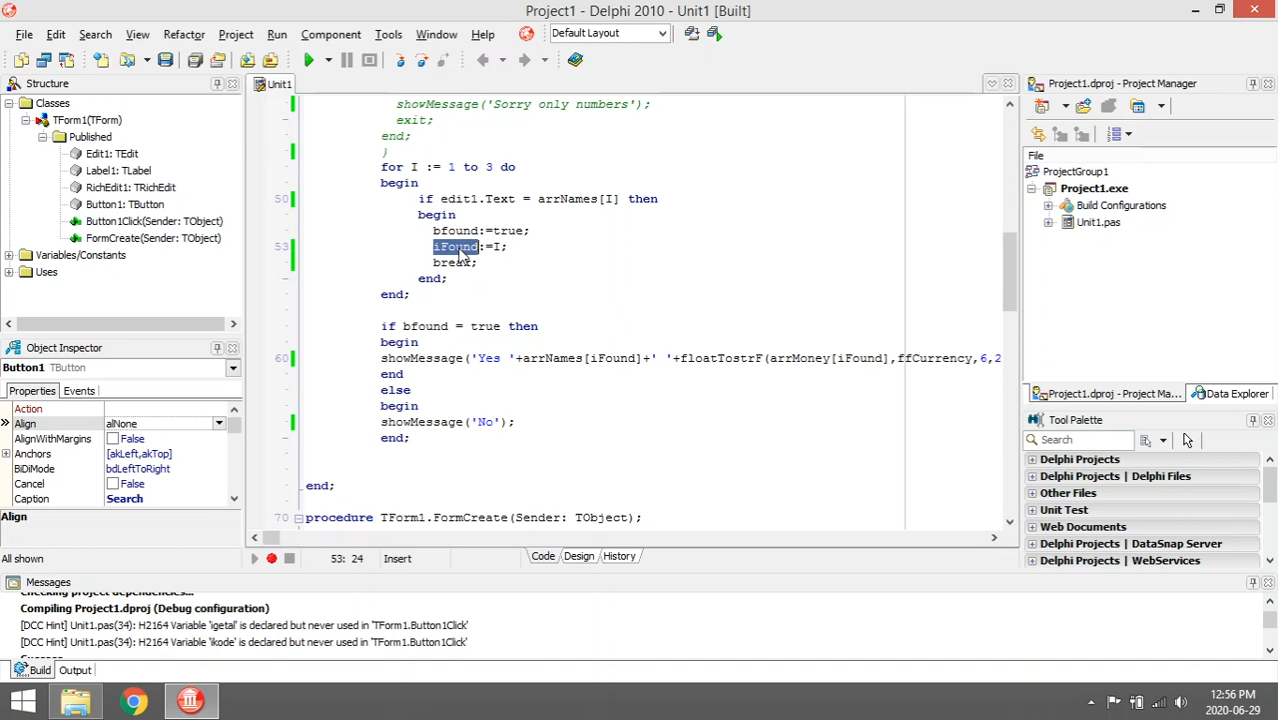 Project1 - Delphi 2010 - Unit1 [Built]
File Edit Search View Refactor Project Run Component Tools Window Help
Default Layout
Structure
Classes
TForm1(TForm)
Published
Edit1: TEdit
Label1: TLabel
RichEdit1: TRichEdit
Button1: TButton
Button1Click(Sender: TObject)
FormCreate(Sender: TObject)
Variables/Constants
Uses
Object Inspector
Button1 TButton
Properties Events
Action
Align alNone
AlignWithMargins False
Anchors [akLeft,akTop]
BiDiMode bdLeftToRight
Cancel False
Caption Search
Align
All shown
Unit1
showMessage('Sorry only numbers');
exit;
end;
}
for I := 1 to 3 do
begin
50 if edit1.Text = arrNames[I] then
begin
bfound:=true;
53 iFound:=I;
break;
end;
end;
if bfound = true then
begin
60 showMessage('Yes '+arrNames[iFound]+' '+floatTostrF(arrMoney[iFound],ffCurrency,6,2
end
else
begin
showMessage('No');
end;
end;
70 procedure TForm1.FormCreate(Sender: TObject);
53: 24 Insert Code Design History
Project1.dproj - Project Manager
File
ProjectGroup1
Project1.exe
Build Configurations
Unit1.pas
Project1.dproj - Project Ma... Data Explorer
Tool Palette
Search
Delphi Projects
Delphi Projects | Delphi Files
Other Files
Unit Test
Web Documents
Delphi Projects | DataSnap Server
Delphi Projects | WebServices
Messages
Checking project dependencies...
Compiling Project1.dproj (Debug configuration)
[DCC Hint] Unit1.pas(34): H2164 Variable 'igetal' is declared but never used in 'TForm1.Button1Click'
[DCC Hint] Unit1.pas(34): H2164 Variable 'ikode' is declared but never used in 'TForm1.Button1Click'
Success
Build Output
12:56 PM
2020-06-29